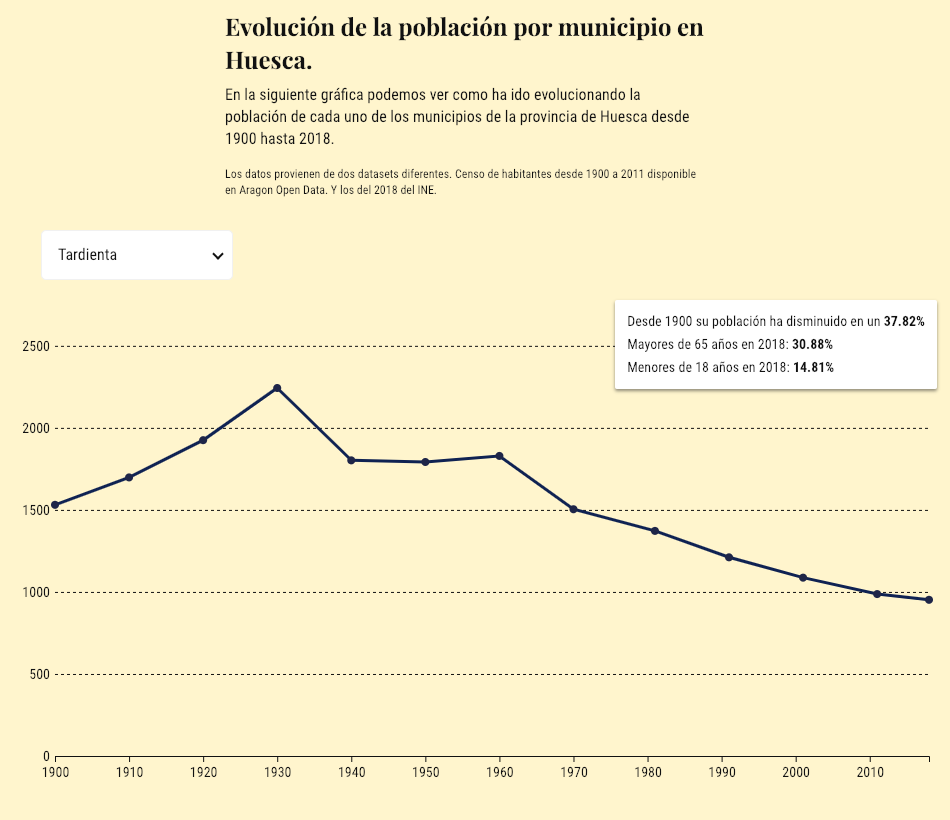 Evolución de la población por municipio en
Huesca.
En la siguiente gráfica podemos ver como ha ido evolucionando la
población de cada uno de los municipios de la provincia de Huesca desde
1900 hasta 2018.
Los datos provienen de dos datasets diferentes. Censo de habitantes desde 1900 a 2011 disponible
en Aragon Open Data. Y los del 2018 del INE.
Tardienta
Desde 1900 su población ha disminuido en un 37.82%
Mayores de 65 años en 2018: 30.88%
Menores de 18 años en 2018: 14.81%
2500
2000
1500
1000
500
0
1900 1910 1920 1930 1940 1950 1960 1970 1980 1990 2000 2010